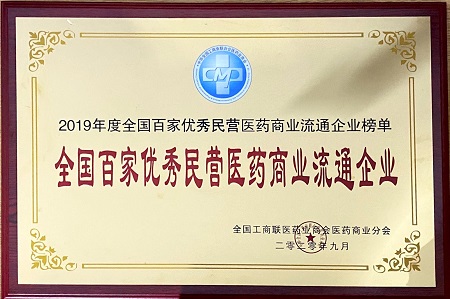 CMP
2019年度全国百家优秀民营医药商业流通企业榜单
全国百家优秀民营医药商业流通企业
全国工商联医药业商会医药商业分会
二零二零年九月